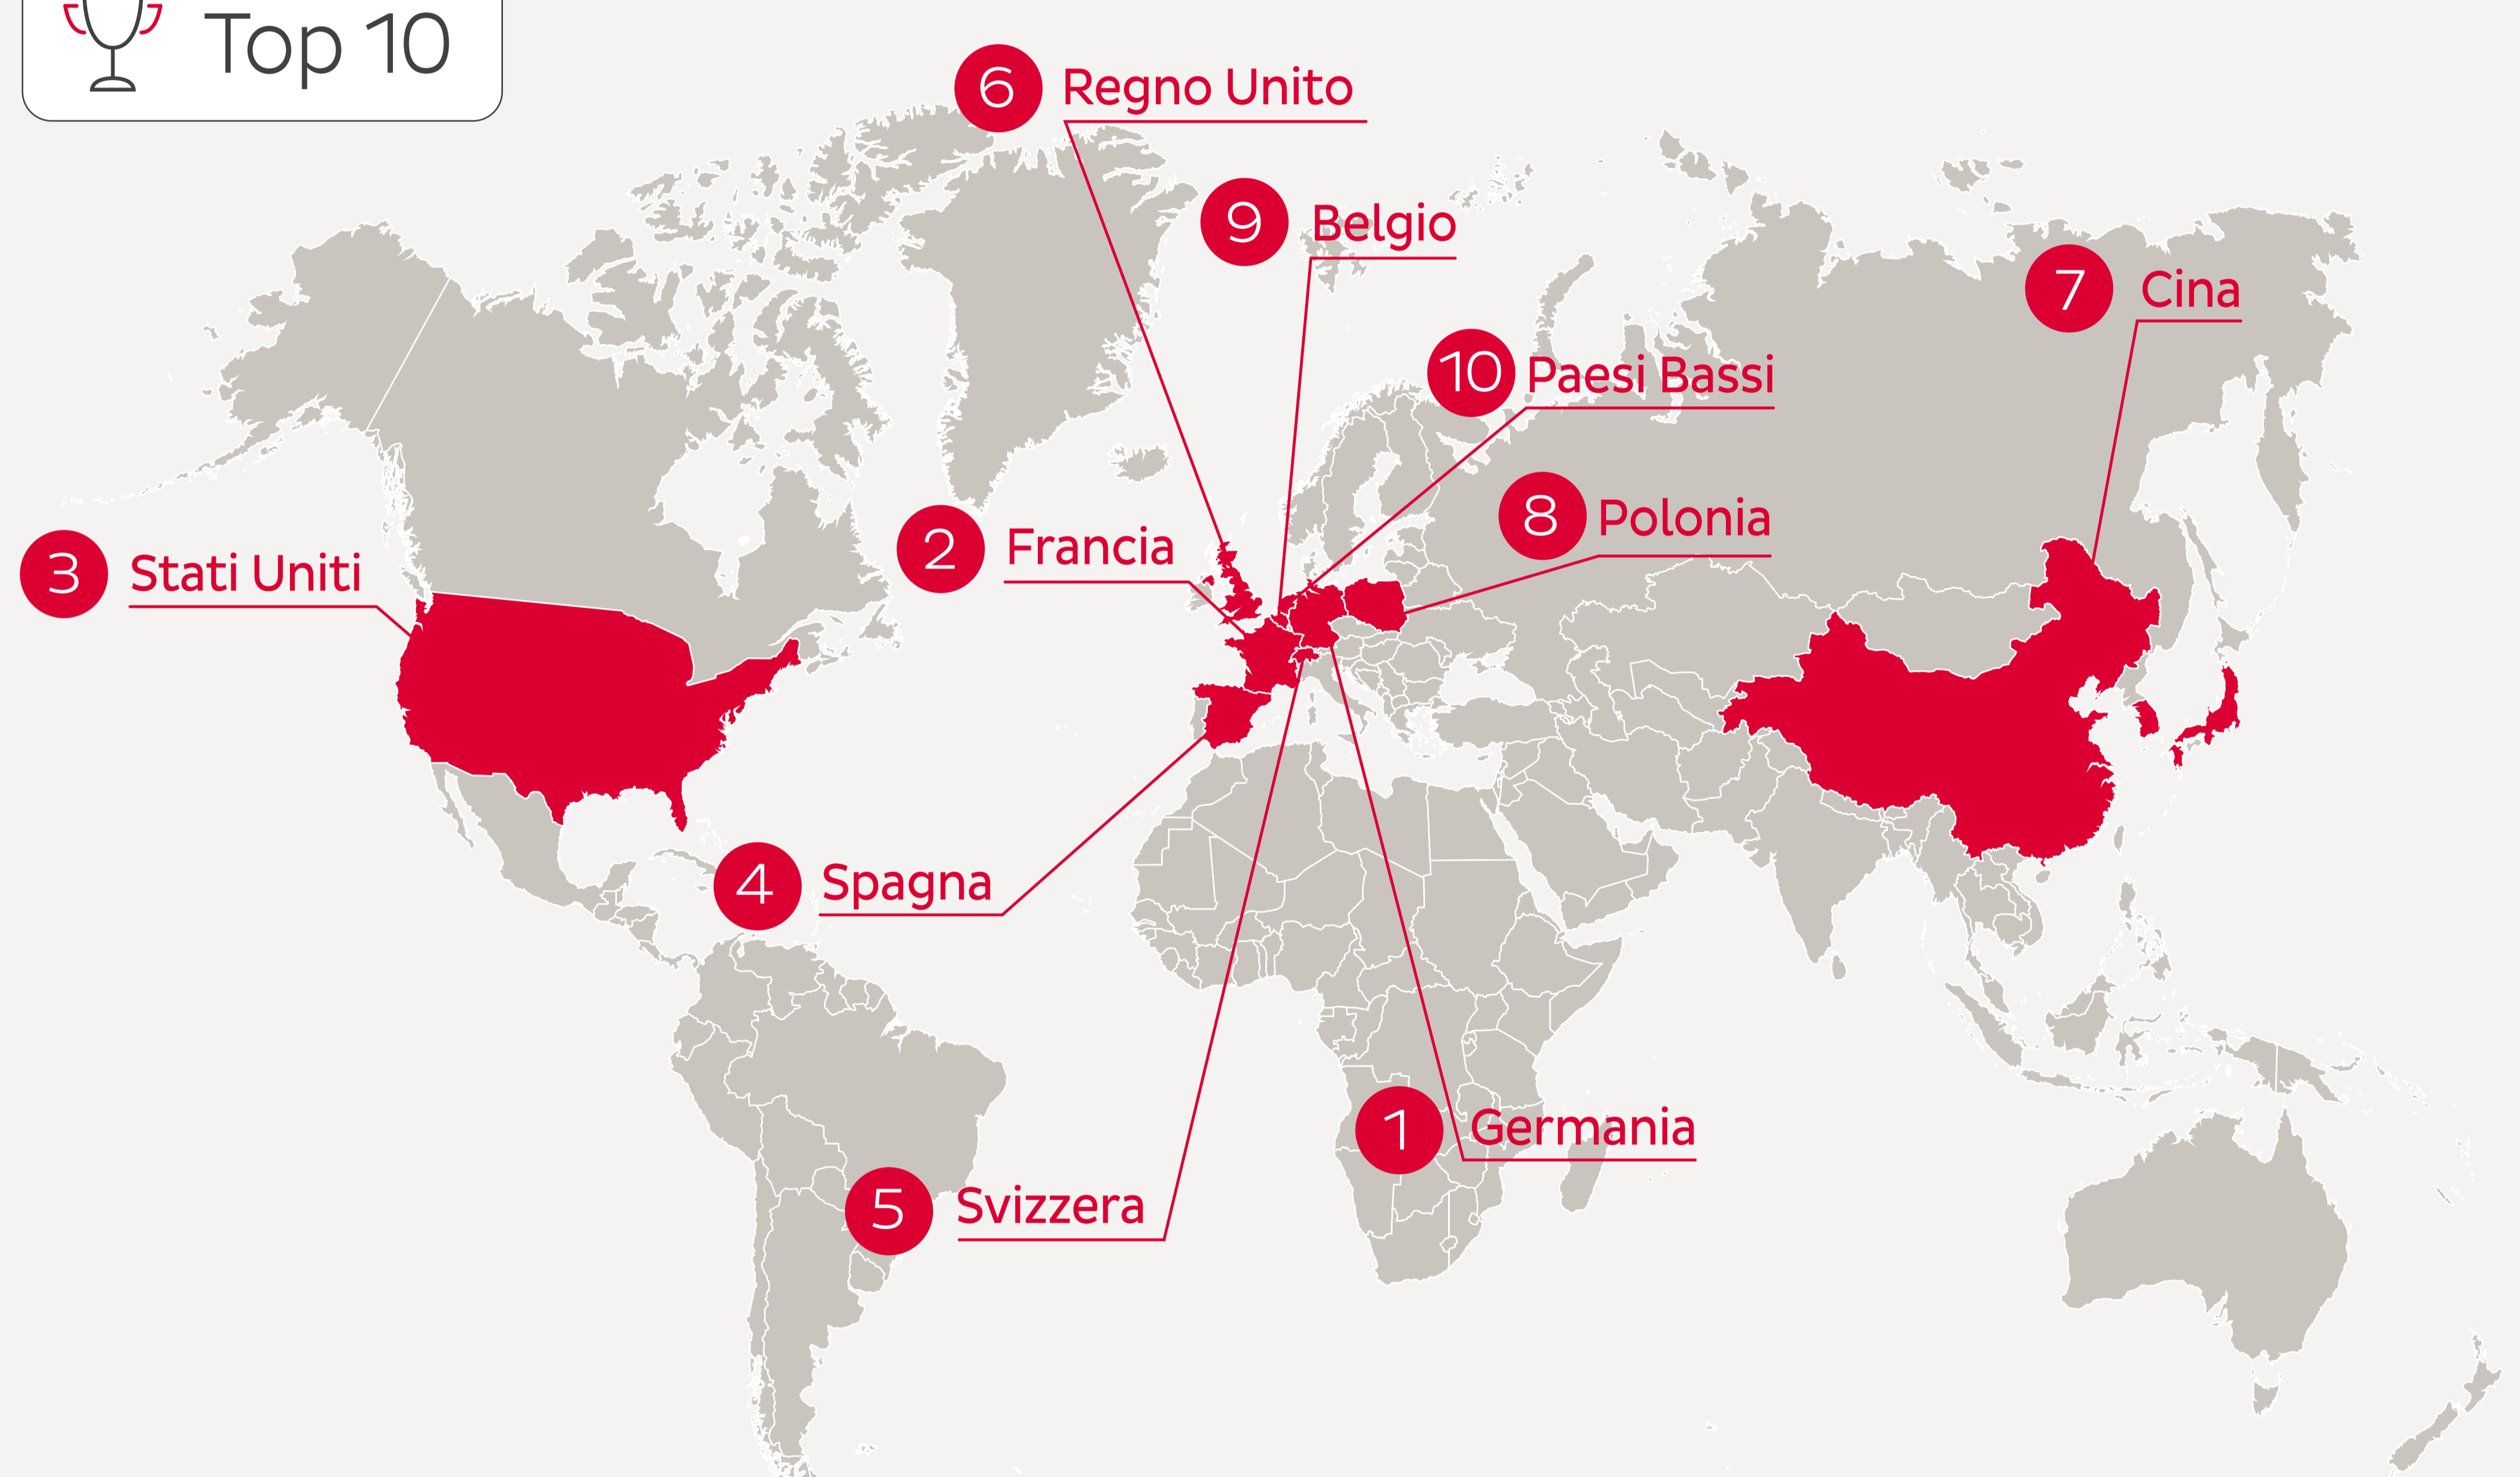 Top 10
6 Regno Unito
9 Belgio
7 Cina
10 Paesi Bassi
8 Polonia
2 Francia
3 Stati Uniti
4 Spagna
1 Germania
5 Svizzera